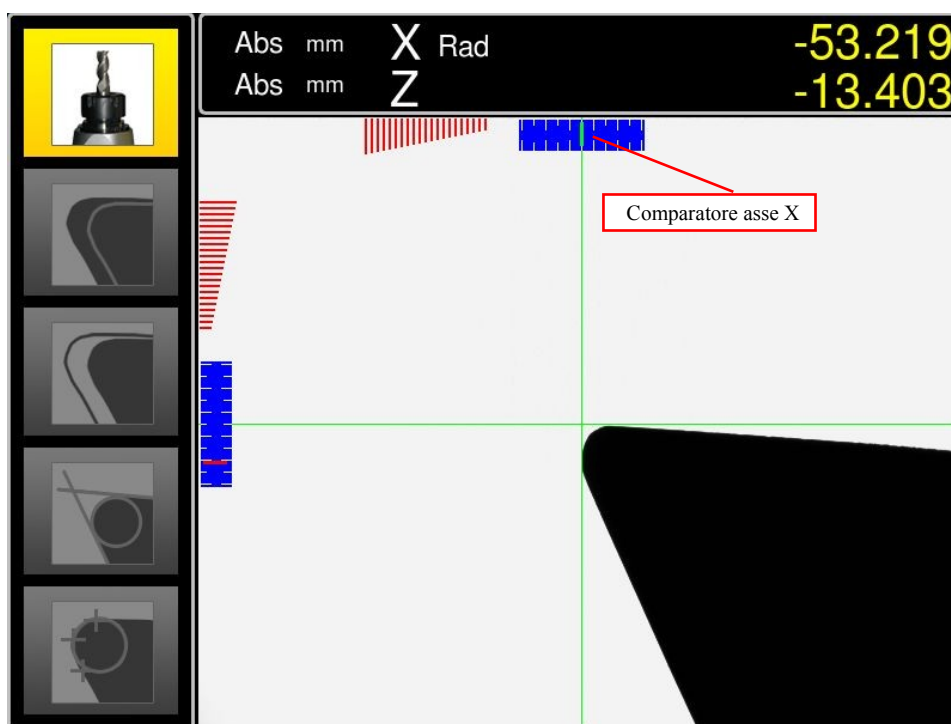 Abs mm X Rad -53.219
Abs mm Z -13.403
Comparatore asse X